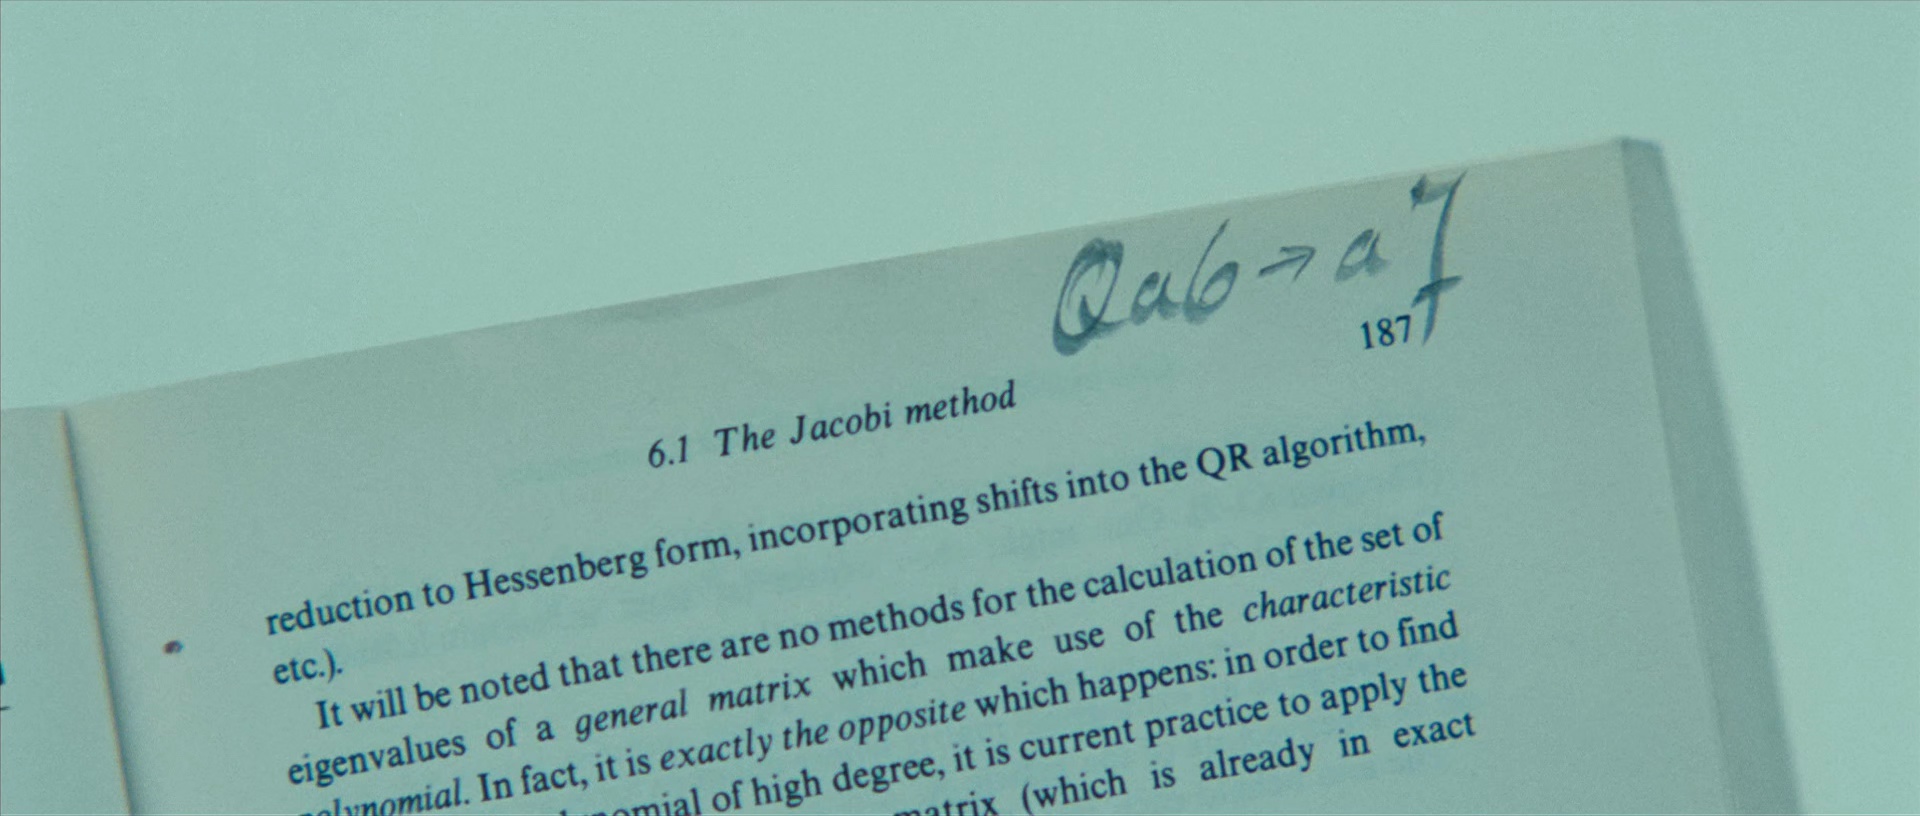 Qab → a7
187
6.1 The Jacobi method
reduction to Hessenberg form, incorporating shifts into the QR algorithm,
etc.).
It will be noted that there are no methods for the calculation of the set of
eigenvalues of a general matrix which make use of the characteristic
polynomial. In fact, it is exactly the opposite which happens: in order to find
of high degree, it is current practice to apply the
matrix (which is already in exact